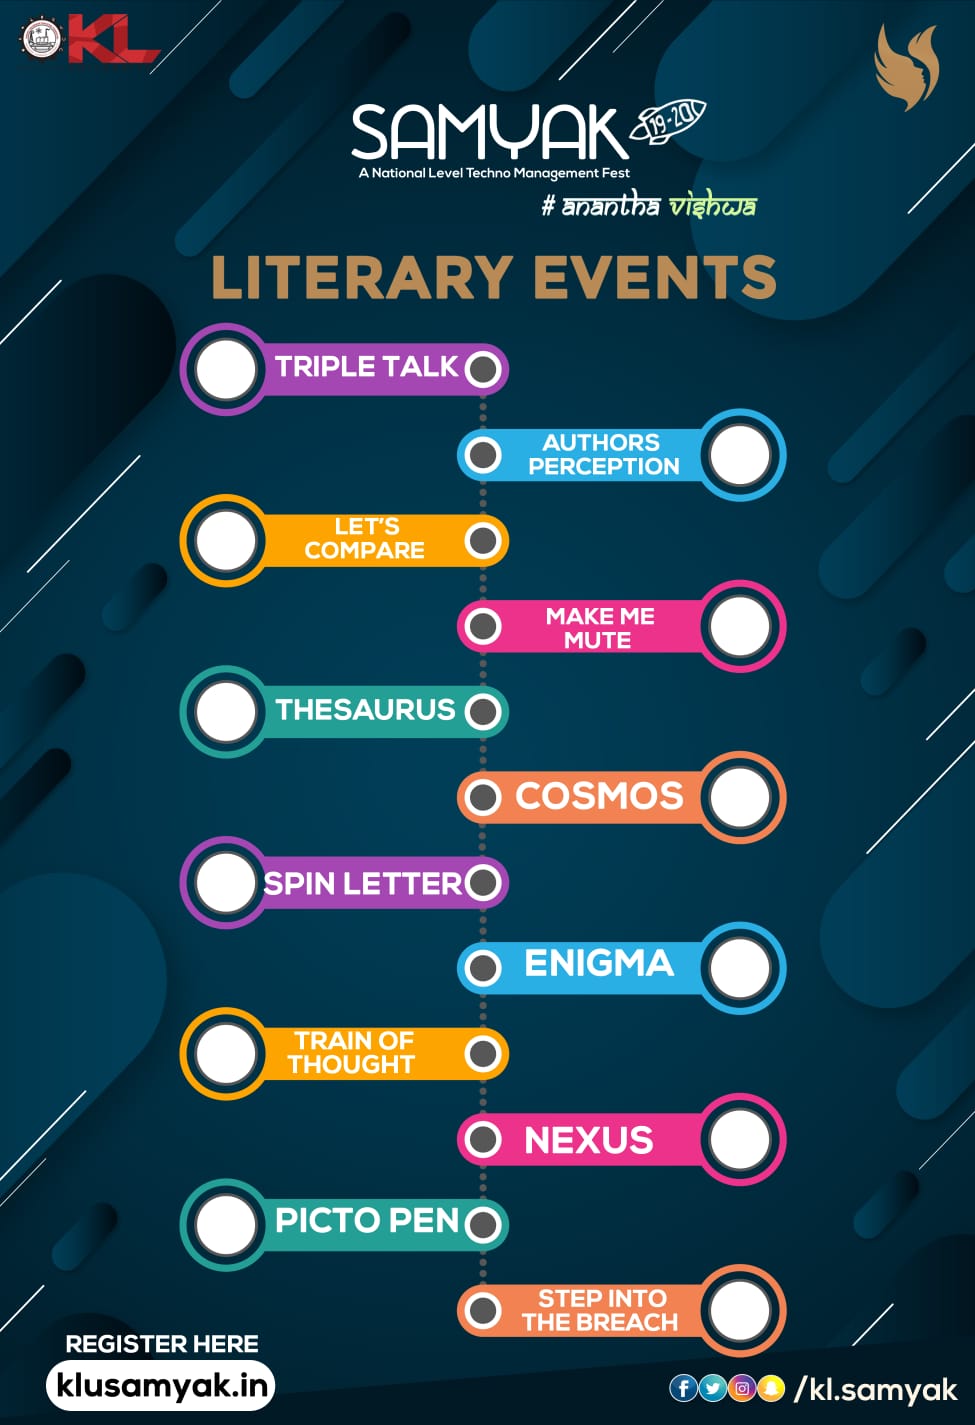 KL
SAMYAK 19-20
A National Level Techno Management Fest
# anantha vishwa
LITERARY EVENTS
TRIPLE TALK
AUTHORS
PERCEPTION
LET'S
COMPARE
MAKE ME
MUTE
THESAURUS
COSMOS
SPIN LETTER
ENIGMA
TRAIN OF
THOUGHT
NEXUS
PICTO PEN
STEP INTO
THE BREACH
REGISTER HERE
klusamyak.in
/kl.samyak